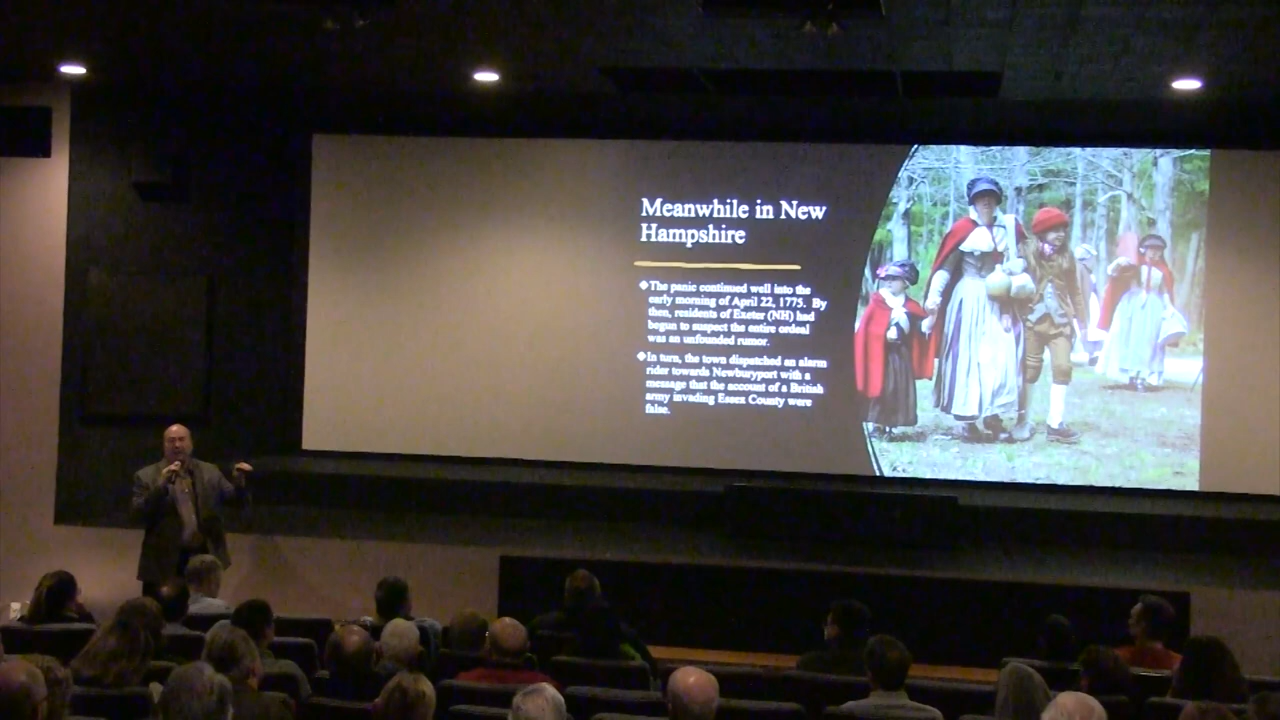 Meanwhile in New
Hampshire
❖The panic continued well into the
early morning of April 22, 1775. By
then, residents of Exeter (NH) had
begun to suspect the entire ordeal
was an unfounded rumor.
❖In turn, the town dispatched an alarm
rider towards Newburyport with a
message that the account of a British
army invading Essex County were
false.